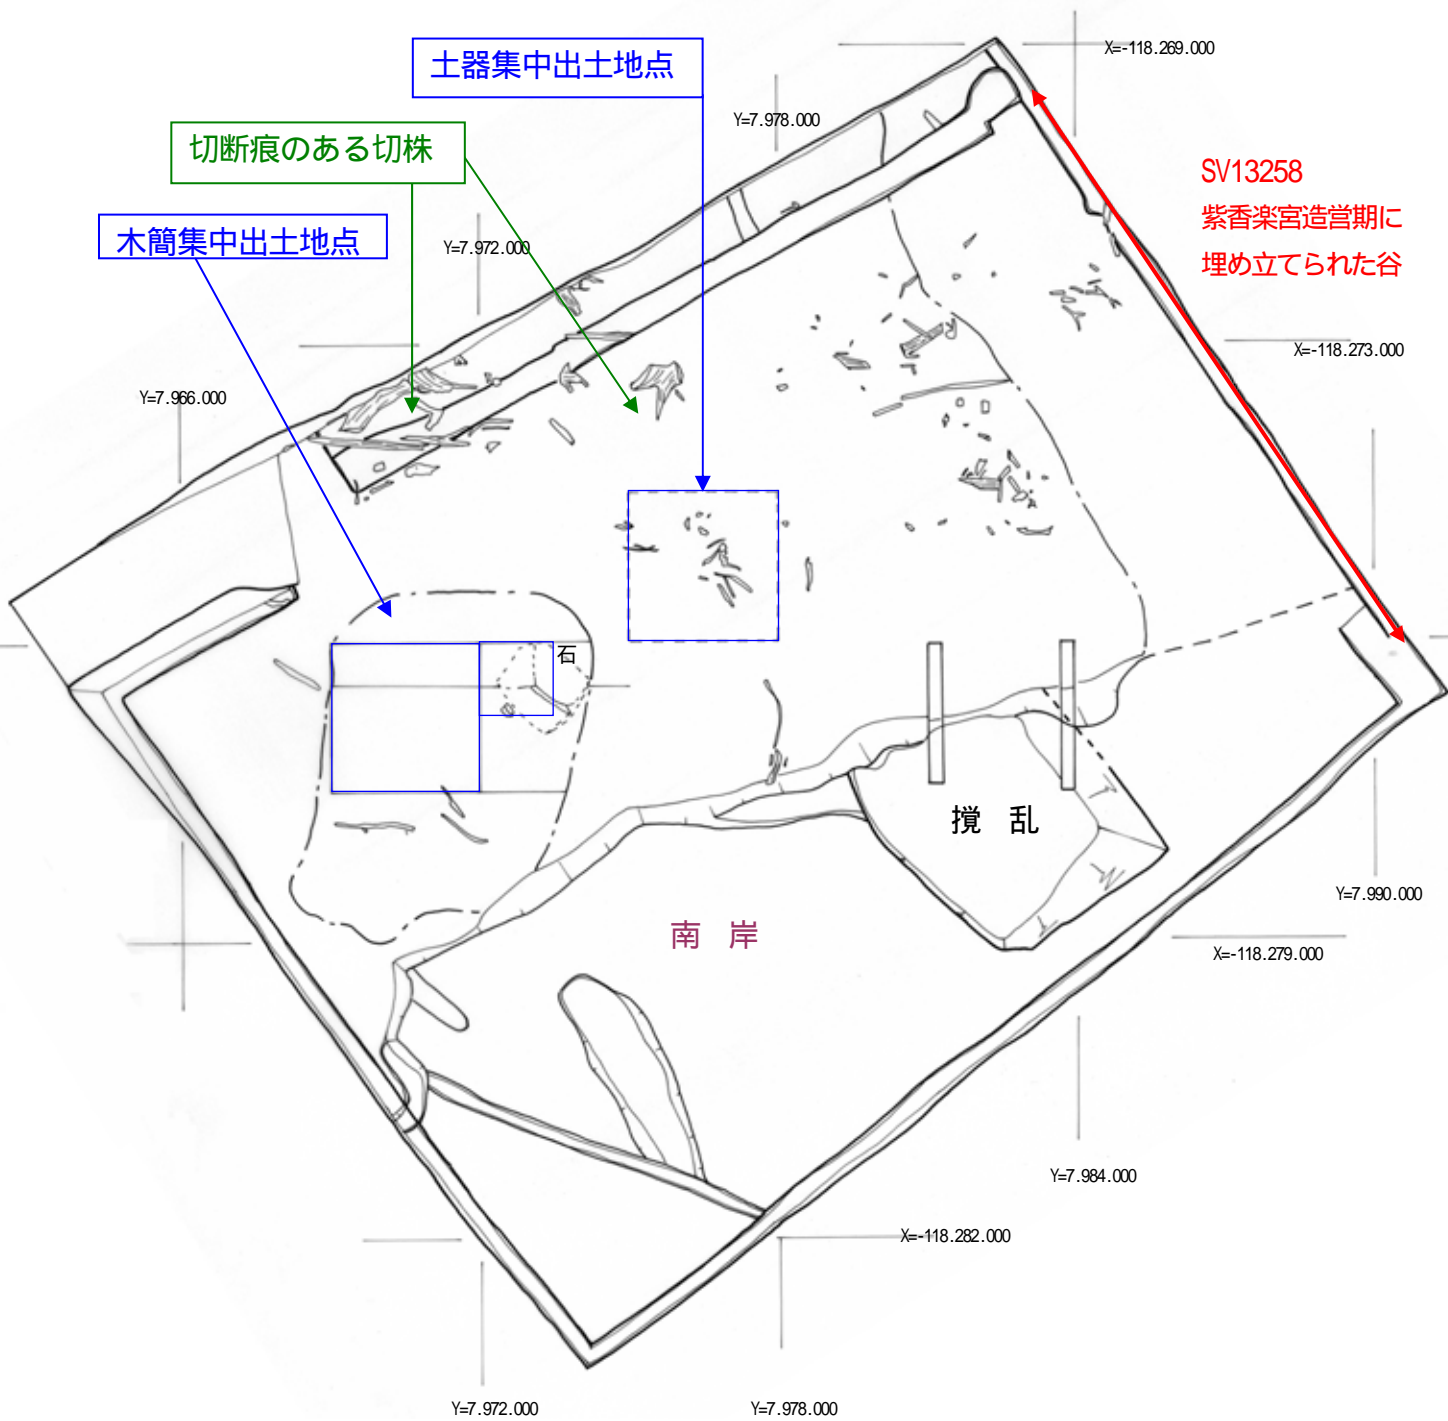 X=-118.269.000
土器集中出土地点
Y=7.978.000
切断痕のある切株
SV13258
紫香楽宮造営期に
埋め立てられた谷
木簡集中出土地点
Y=7.972.000
X=-118.273.000
Y=7.966.000
石
撹 乱
Y=7.990.000
南 岸
X=-118.279.000
Y=7.984.000
X=-118.282.000
Y=7.972.000
Y=7.978.000